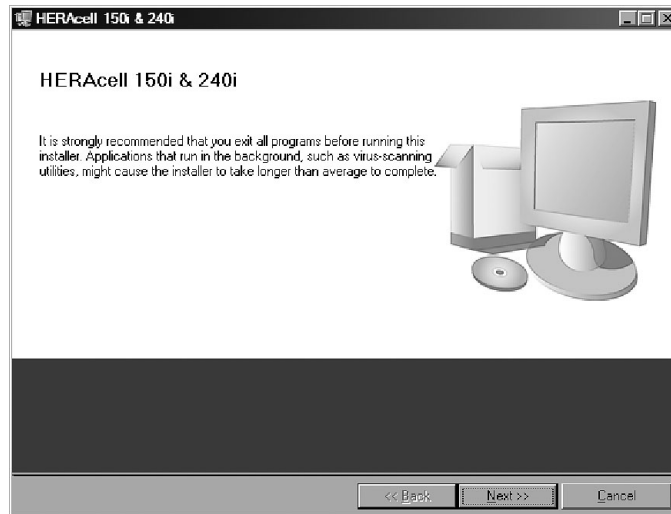 HERAcell 150i & 240i
HERAcell 150i & 240i
It is strongly recommended that you exit all programs before running this
installer. Applications that run in the background, such as virus-scanning
utilities, might cause the installer to take longer than average to complete.
<< Back
Next >>
Cancel